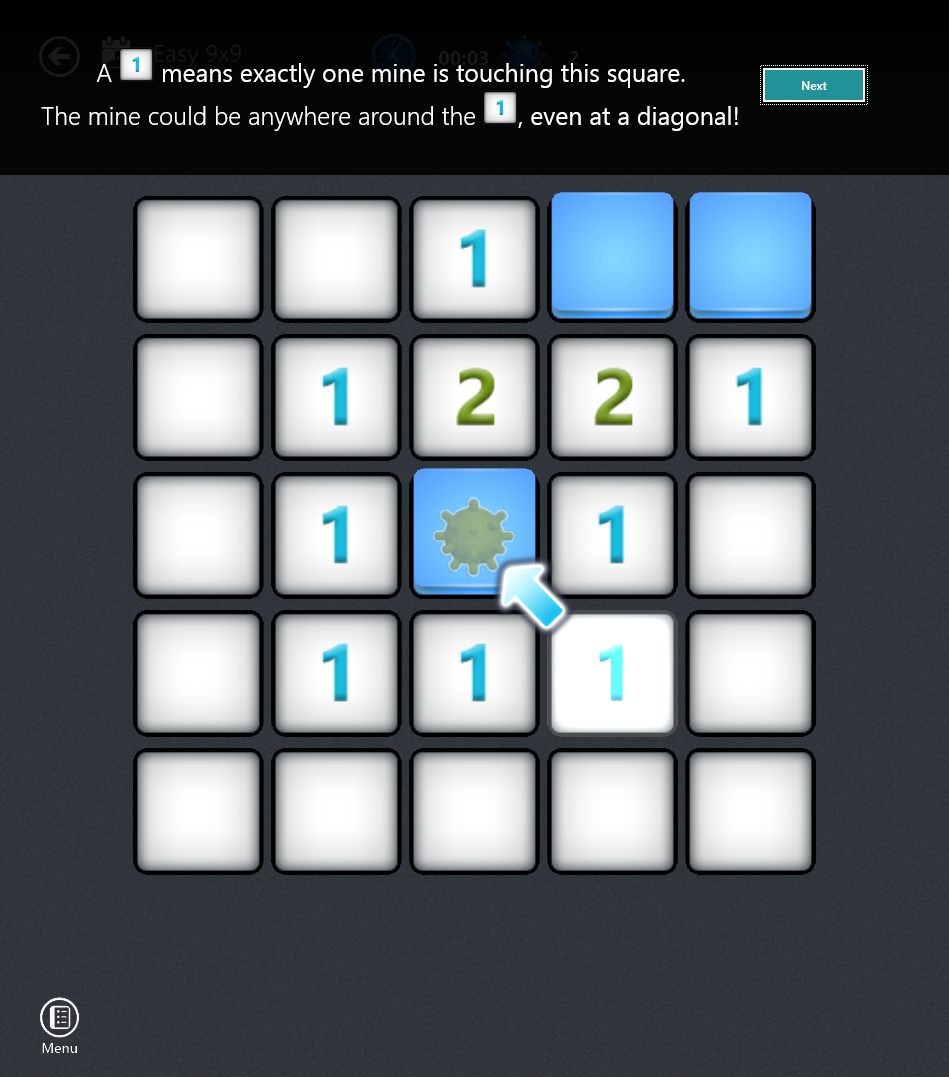 Easy 9x9
00:03
2
A 1 means exactly one mine is touching this square.
Next
The mine could be anywhere around the 1, even at a diagonal!
1
1 2 2 1
1 1
1 1 1
Menu